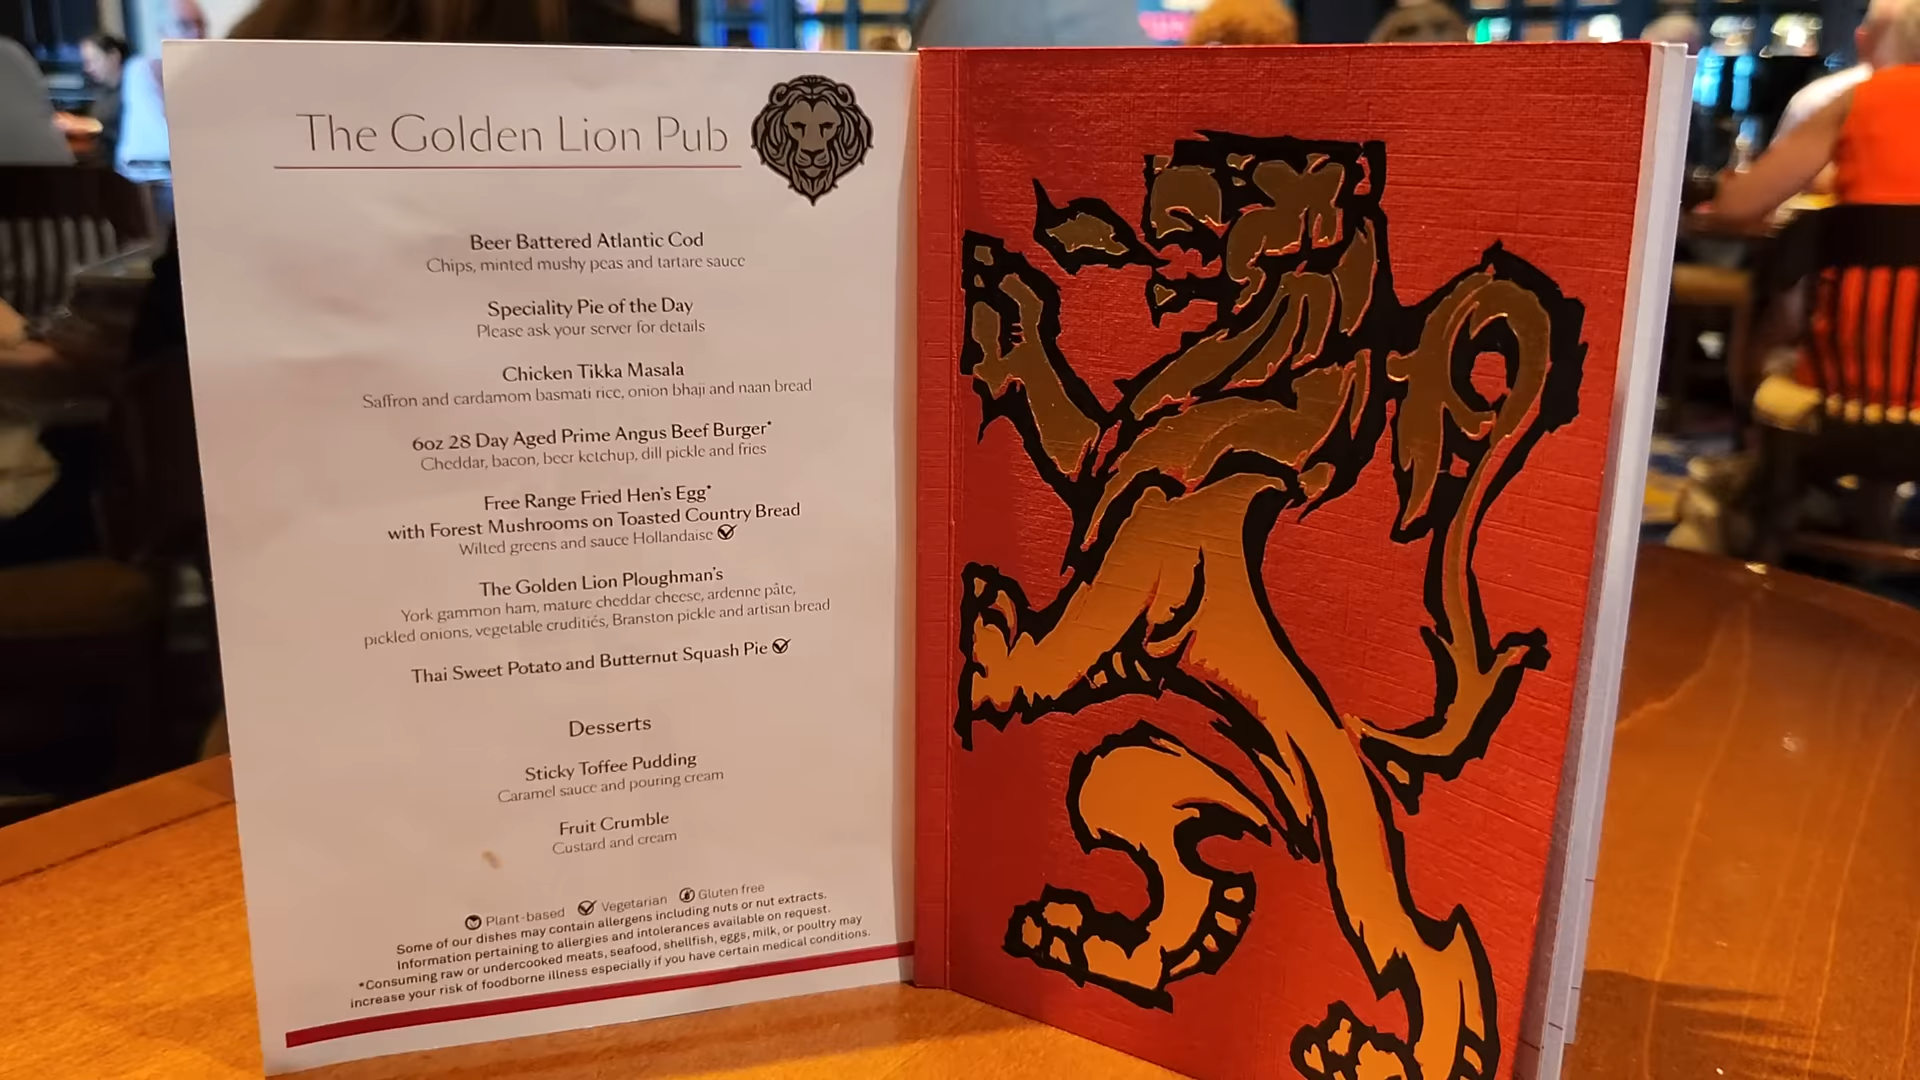 The Golden Lion Pub
Beer Battered Atlantic Cod
Chips, minted mushy peas and tartare sauce
Speciality Pie of the Day
Please ask your server for details
Chicken Tikka Masala
Saffron and cardamom basmati rice, onion bhaji and naan bread
6oz 28 Day Aged Prime Angus Beef Burger*
Cheddar, bacon, beer ketchup, dill pickle and fries
Free Range Fried Hen's Egg*
with Forest Mushrooms on Toasted Country Bread
Wilted greens and sauce Hollandaise
The Golden Lion Ploughman's
York gammon ham, mature cheddar cheese, ardenne pâte,
pickled onions, vegetable cruditiés, Branston pickle and artisan bread
Thai Sweet Potato and Butternut Squash Pie
Desserts
Sticky Toffee Pudding
Caramel sauce and pouring cream
Fruit Crumble
Custard and cream
Plant-based Vegetarian Gluten free
Some of our dishes may contain allergens including nuts or nut extracts.
Information pertaining to allergies and intolerances available on request.
*Consuming raw or undercooked meats, seafood, shellfish, eggs, milk, or poultry may
increase your risk of foodborne illness especially if you have certain medical conditions.